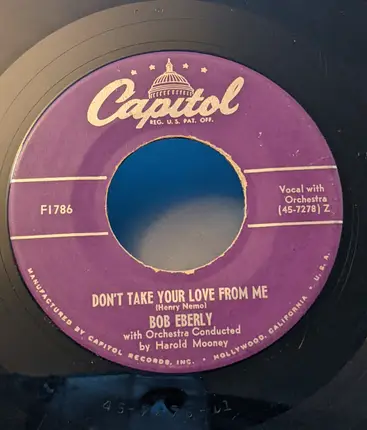 Capitol
REG. U.S. PAT. OFF.
F1786
Vocal with
Orchestra
(45-7278) Z
DON'T TAKE YOUR LOVE FROM ME
(Henry Nemo)
BOB EBERLY
with Orchestra Conducted
by Harold Mooney
MANUFACTURED BY CAPITOL RECORDS, INC. • HOLLYWOOD, CALIFORNIA • U.S.A.